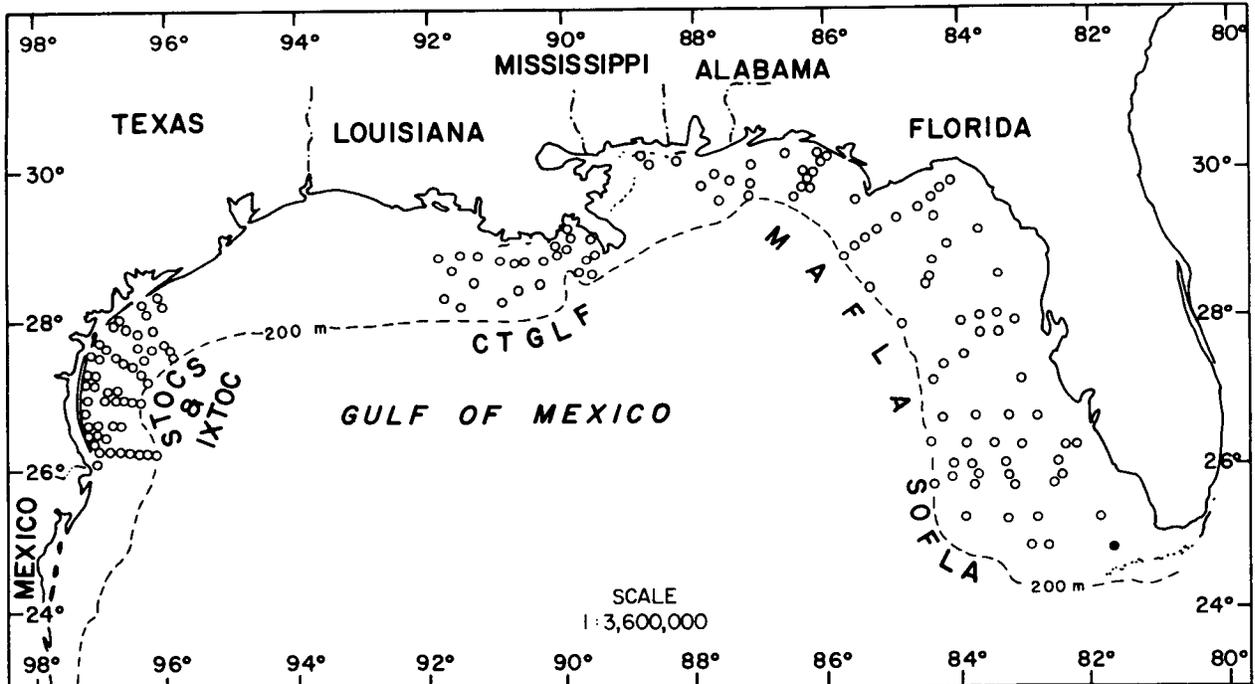 98° 96° 94° 92° 90° 88° 86° 84° 82° 80°
MISSISSIPPI ALABAMA
TEXAS LOUISIANA FLORIDA
30° 30°
MAFLA
28° 28°
200 m
CTGLF
STOCS
&
IXTOC
GULF OF MEXICO
26° 26°
SOFLA
MEXICO
200 m
SCALE
1:3,600,000
24° 24°
98° 96° 94° 92° 90° 88° 86° 84° 82° 80°